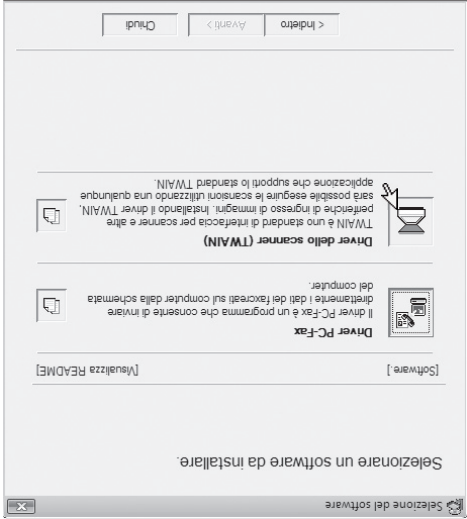 Selezione del software
Selezionare un software da installare.
[Software.] [Visualizza README]
Driver PC-Fax
Il driver PC-Fax è un programma che consente di inviare
direttamente i dati dei faxcreati sul computer dalla schermata
del computer.
Driver dello scanner (TWAIN)
TWAIN è uno standard di interfaccia per scanner e altre
periferiche di ingresso di immagini. Installando il driver TWAIN,
sarà possibile eseguire le scansioni utilizzando una qualunque
applicazione che supporti lo standard TWAIN.
< Indietro Avanti > Chiudi